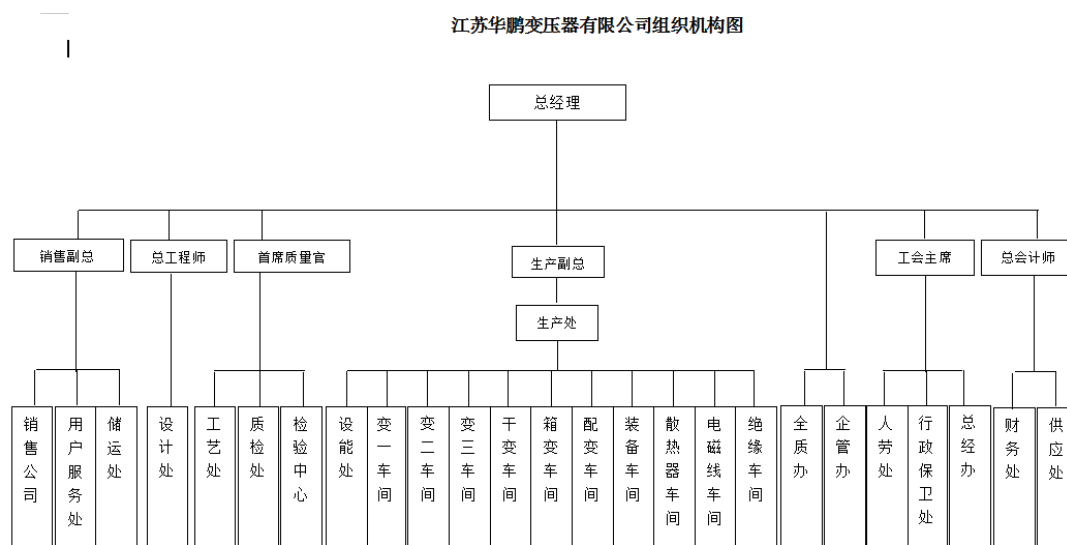 江苏华鹏变压器有限公司组织机构图
总经理
销售副总
总工程师
首席质量官
生产副总
工会主席
总会计师
生产处
销售公司
用户服务处
储运处
设计处
工艺处
质检处
检验中心
设能处
变一车间
变二车间
变三车间
干变车间
箱变车间
配变车间
装备车间
散热器车间
电磁线车间
绝缘车间
全质办
企管办
人劳处
行政保卫处
总经办
财务处
供应处